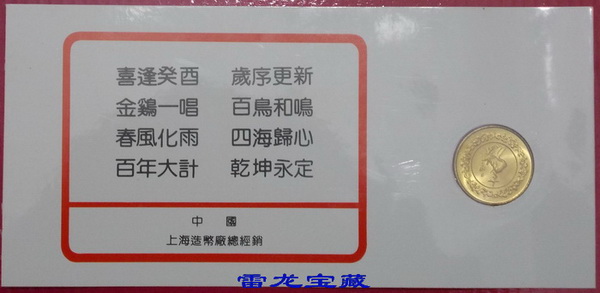 喜逢癸酉　歲序更新
金鷄一唱　百鳥和鳴
春風化雨　四海歸心
百年大計　乾坤永定
中　國
上海造幣廠總經銷
雷龙宝藏